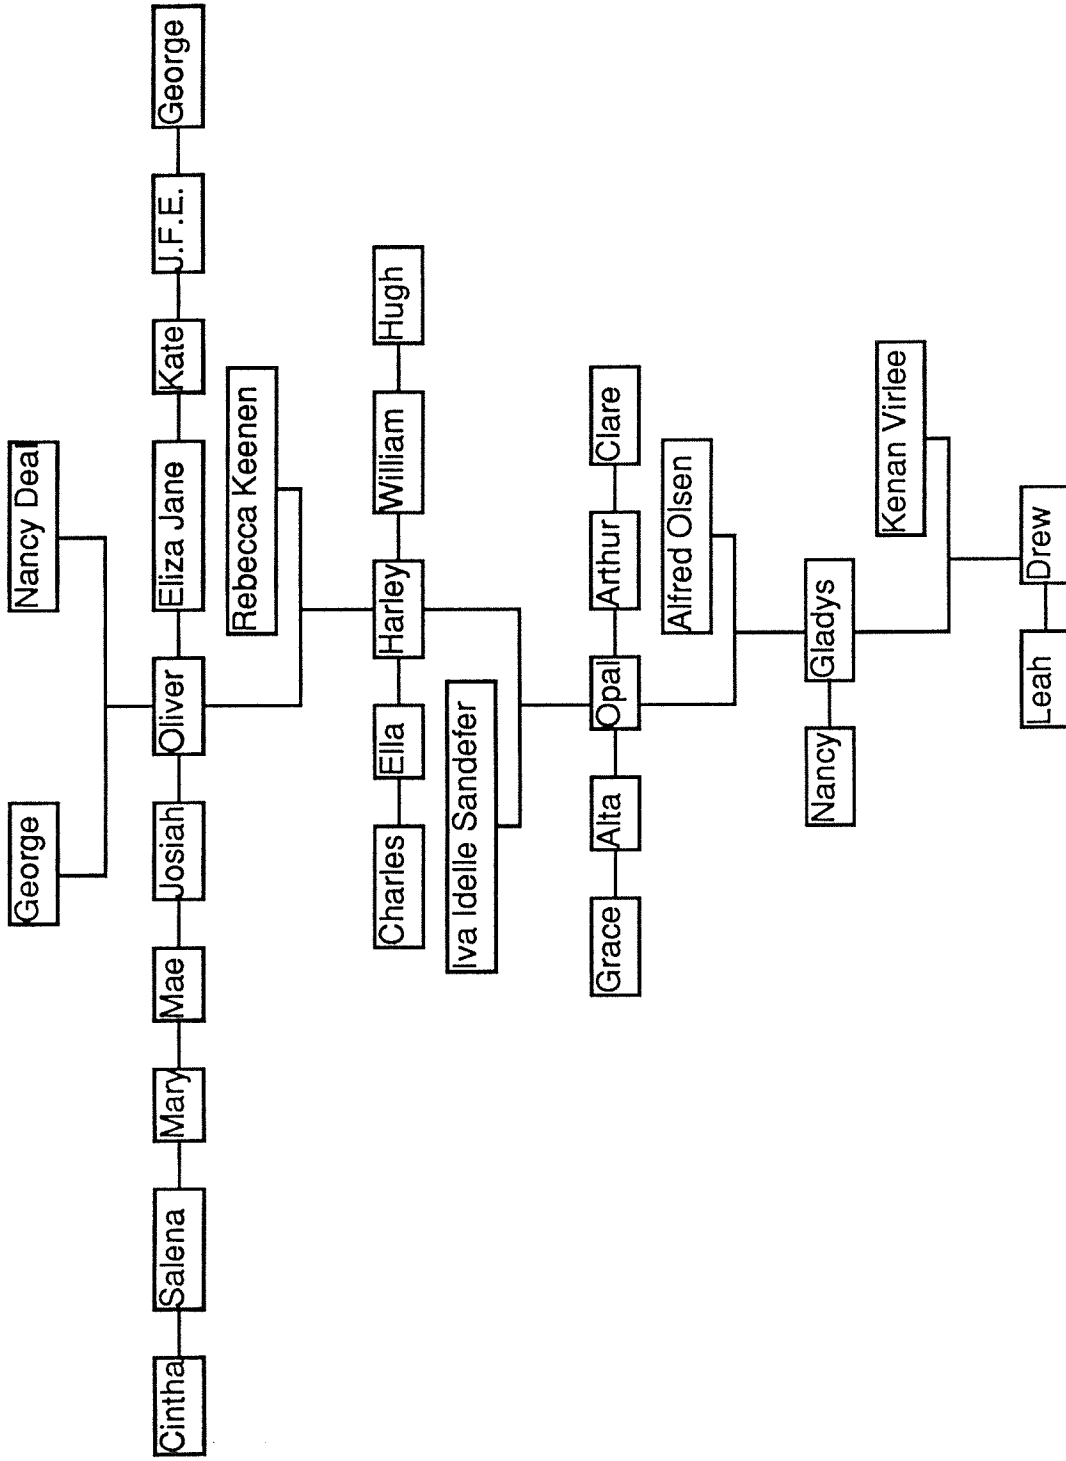 George
Nancy Deal
Cintha
Salena
Mary
Mae
Josiah
Oliver
Eliza Jane
Kate
J.F.E.
George
Rebecca Keenen
Charles
Ella
Harley
William
Hugh
Iva Idelle Sandefer
Grace
Alta
Opal
Arthur
Clare
Alfred Olsen
Nancy
Gladys
Kenan Virlee
Leah
Drew